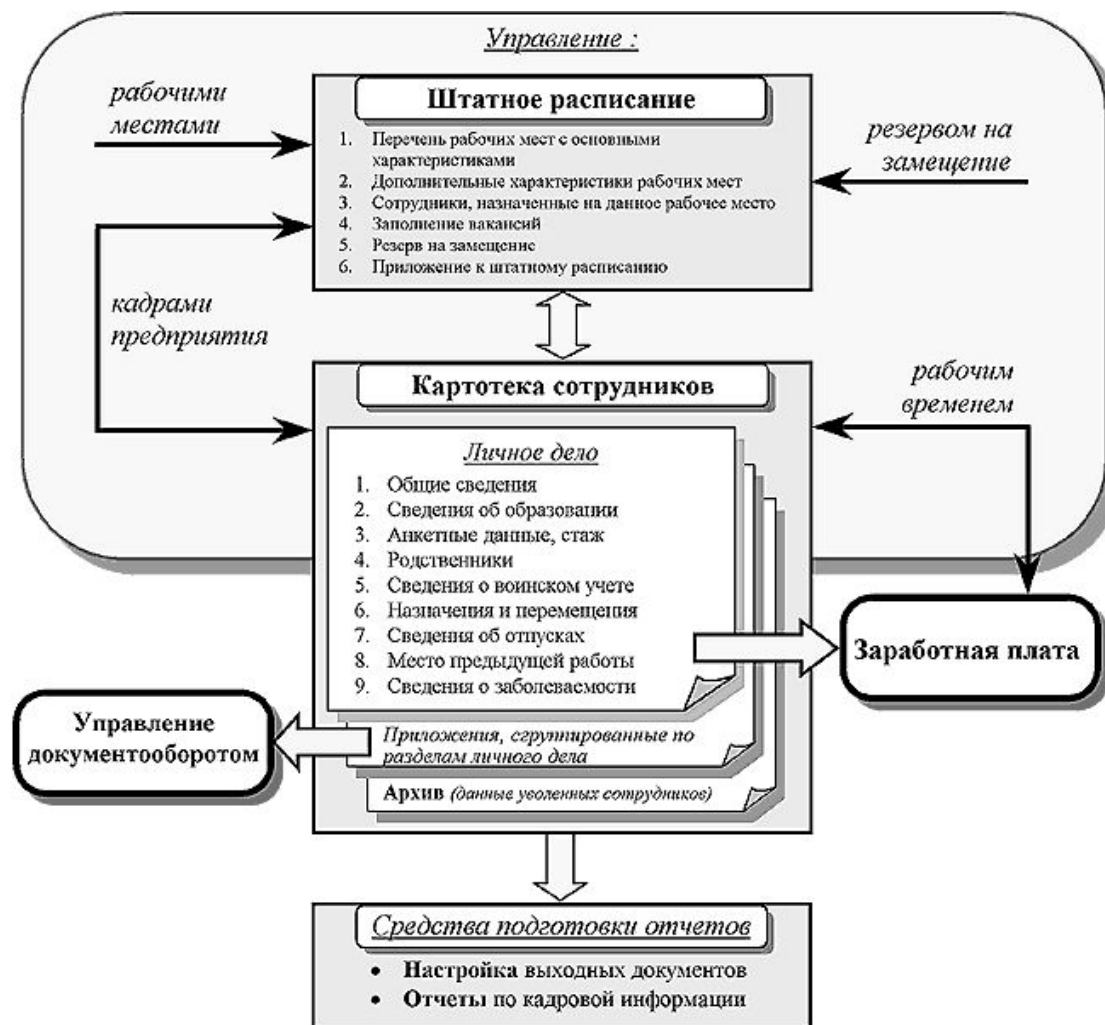 Управление :
рабочими
местами
Штатное расписание
резервом на
замещение
1. Перечень рабочих мест с основными
характеристиками
2. Дополнительные характеристики рабочих мест
3. Сотрудники, назначенные на данное рабочее место
4. Заполнение вакансий
5. Резерв на замещение
6. Приложение к штатному расписанию
кадрами
предприятия
Картотека сотрудников
рабочим
временем
Личное дело
1. Общие сведения
2. Сведения об образовании
3. Анкетные данные, стаж
4. Родственники
5. Сведения о воинском учете
6. Назначения и перемещения
7. Сведения об отпусках
8. Место предыдущей работы
9. Сведения о заболеваемости
Заработная плата
Управление
документооборотом
Приложения, сгруппированные по
разделам личного дела
Архив (данные уволенных сотрудников)
Средства подготовки отчетов
• Настройка выходных документов
• Отчеты по кадровой информации